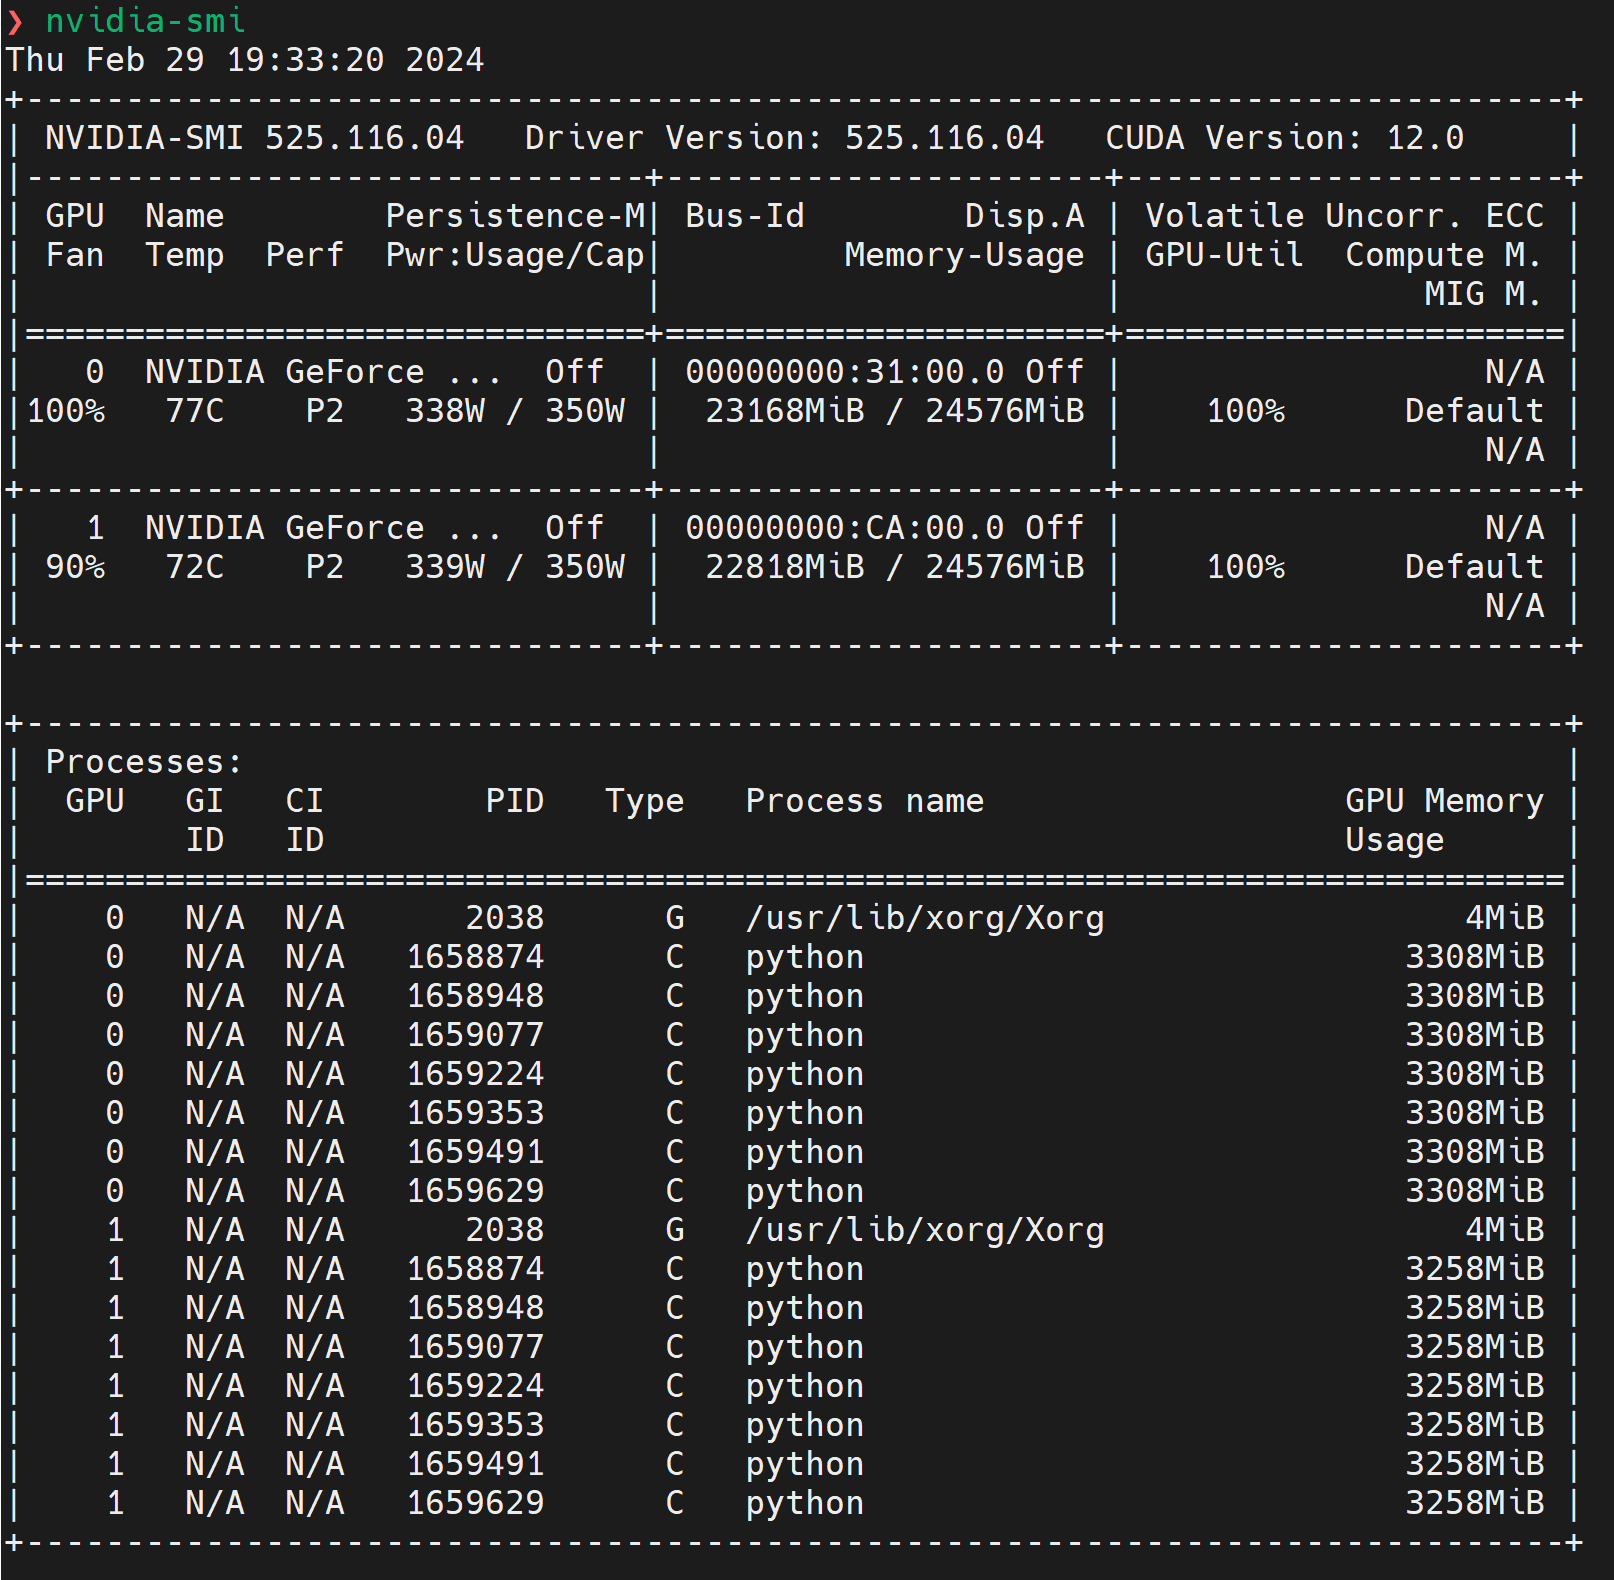 ❯ nvidia-smi
Thu Feb 29 19:33:20 2024
+-----------------------------------------------------------------------------+
| NVIDIA-SMI 525.116.04   Driver Version: 525.116.04   CUDA Version: 12.0     |
|-------------------------------+----------------------+----------------------+
| GPU  Name        Persistence-M| Bus-Id        Disp.A | Volatile Uncorr. ECC |
| Fan  Temp  Perf  Pwr:Usage/Cap|         Memory-Usage | GPU-Util  Compute M. |
|                               |                      |               MIG M. |
|===============================+======================+======================|
|   0  NVIDIA GeForce ...  Off  | 00000000:31:00.0 Off |                  N/A |
|100%   77C    P2   338W / 350W |  23168MiB / 24576MiB |    100%      Default |
|                               |                      |                  N/A |
+-------------------------------+----------------------+----------------------+
|   1  NVIDIA GeForce ...  Off  | 00000000:CA:00.0 Off |                  N/A |
| 90%   72C    P2   339W / 350W |  22818MiB / 24576MiB |    100%      Default |
|                               |                      |                  N/A |
+-------------------------------+----------------------+----------------------+

+-----------------------------------------------------------------------------+
| Processes:                                                                  |
|  GPU   GI   CI        PID   Type   Process name                  GPU Memory |
|        ID   ID                                                   Usage      |
|=============================================================================|
|    0   N/A  N/A      2038      G   /usr/lib/xorg/Xorg                  4MiB |
|    0   N/A  N/A   1658874      C   python                           3308MiB |
|    0   N/A  N/A   1658948      C   python                           3308MiB |
|    0   N/A  N/A   1659077      C   python                           3308MiB |
|    0   N/A  N/A   1659224      C   python                           3308MiB |
|    0   N/A  N/A   1659353      C   python                           3308MiB |
|    0   N/A  N/A   1659491      C   python                           3308MiB |
|    0   N/A  N/A   1659629      C   python                           3308MiB |
|    1   N/A  N/A      2038      G   /usr/lib/xorg/Xorg                  4MiB |
|    1   N/A  N/A   1658874      C   python                           3258MiB |
|    1   N/A  N/A   1658948      C   python                           3258MiB |
|    1   N/A  N/A   1659077      C   python                           3258MiB |
|    1   N/A  N/A   1659224      C   python                           3258MiB |
|    1   N/A  N/A   1659353      C   python                           3258MiB |
|    1   N/A  N/A   1659491      C   python                           3258MiB |
|    1   N/A  N/A   1659629      C   python                           3258MiB |
+-----------------------------------------------------------------------------+